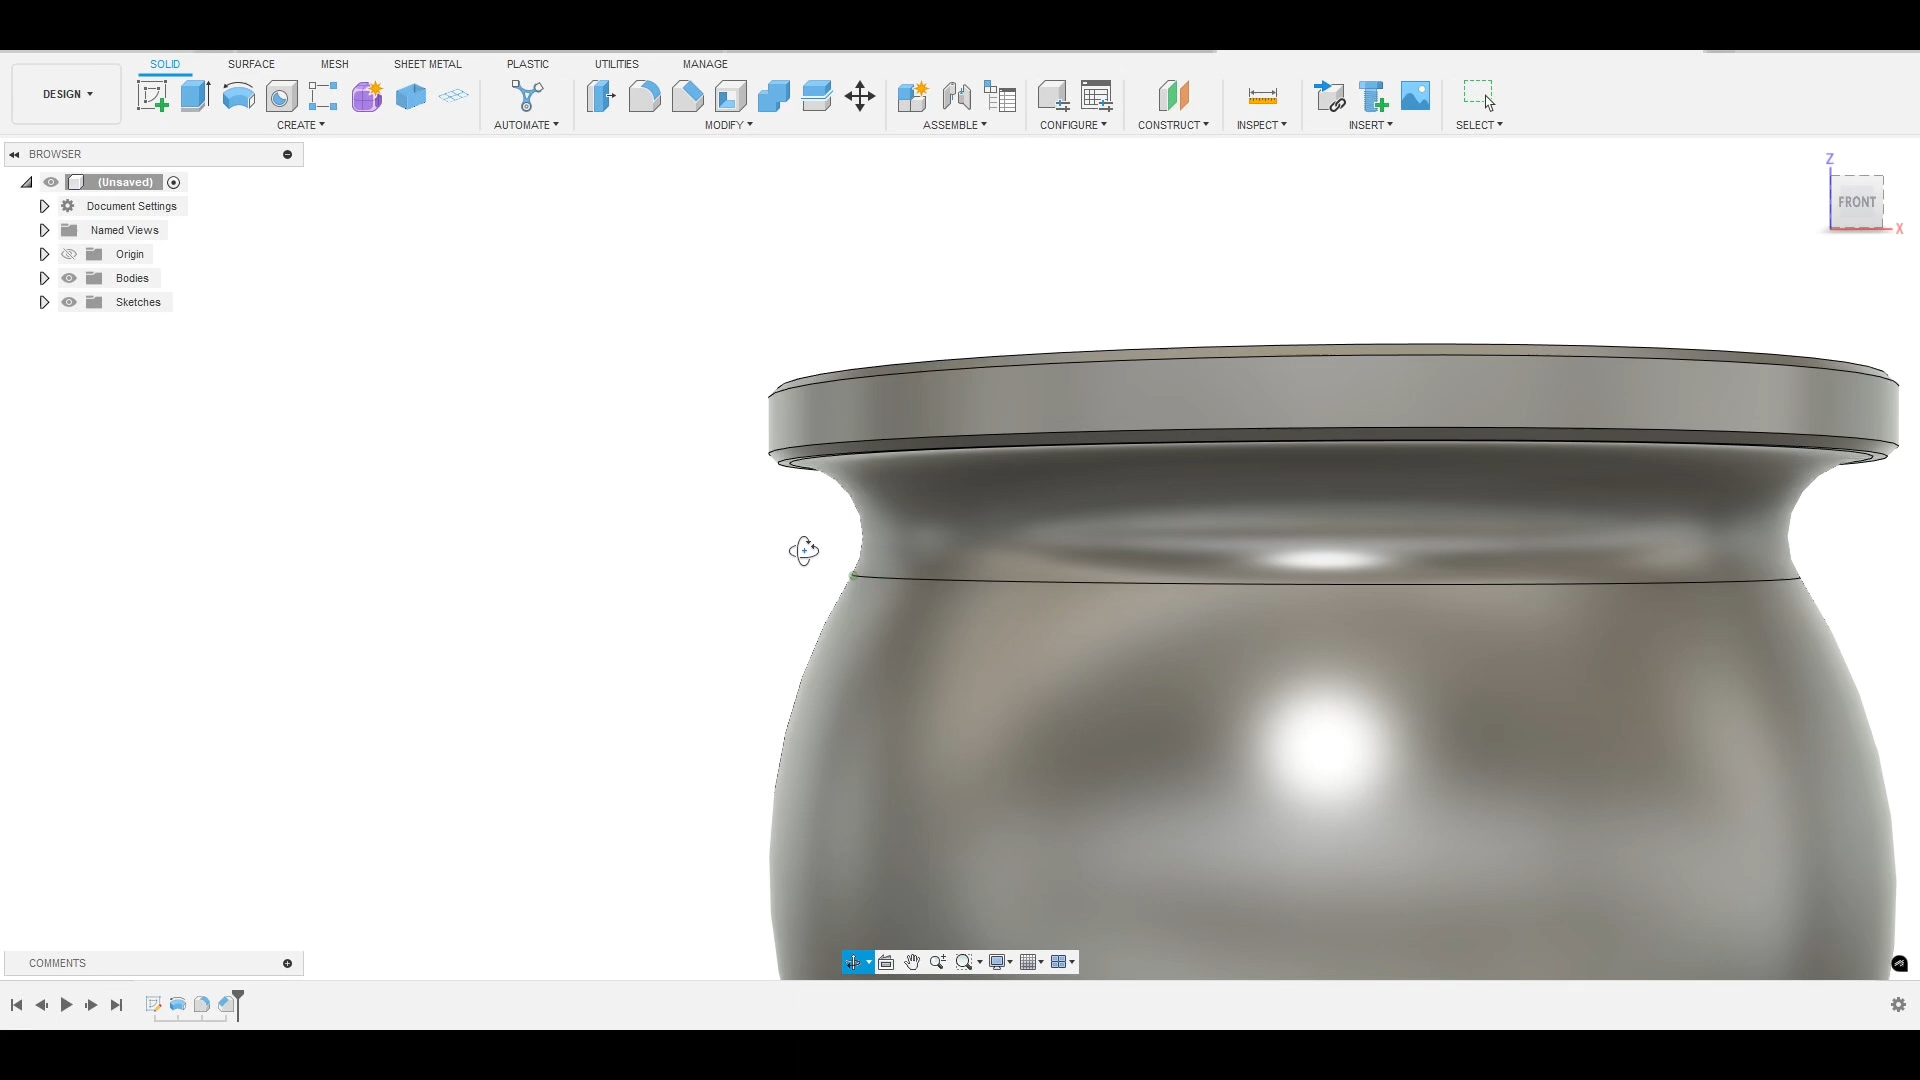 SOLID SURFACE MESH SHEET METAL PLASTIC UTILITIES MANAGE
DESIGN
CREATE AUTOMATE MODIFY ASSEMBLE CONFIGURE CONSTRUCT INSPECT INSERT SELECT
BROWSER
(Unsaved)
Document Settings
Named Views
Origin
Bodies
Sketches
Z
FRONT
X
COMMENTS